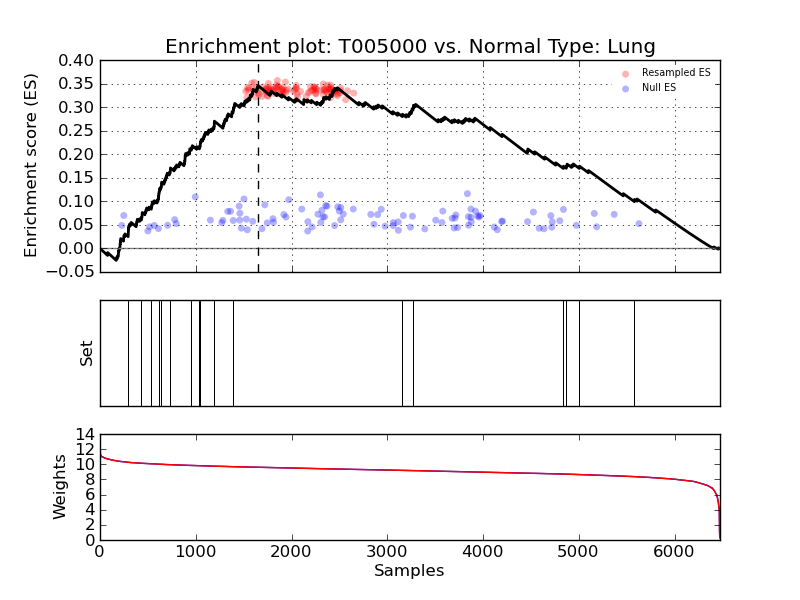 Enrichment plot: T005000 vs. Normal Type: Lung
Enrichment score (ES)
0.40
0.35
0.30
0.25
0.20
0.15
0.10
0.05
0.00
−0.05
Resampled ES
Null ES
Set
Weights
14
12
10
8
6
4
2
0
0 1000 2000 3000 4000 5000 6000
Samples